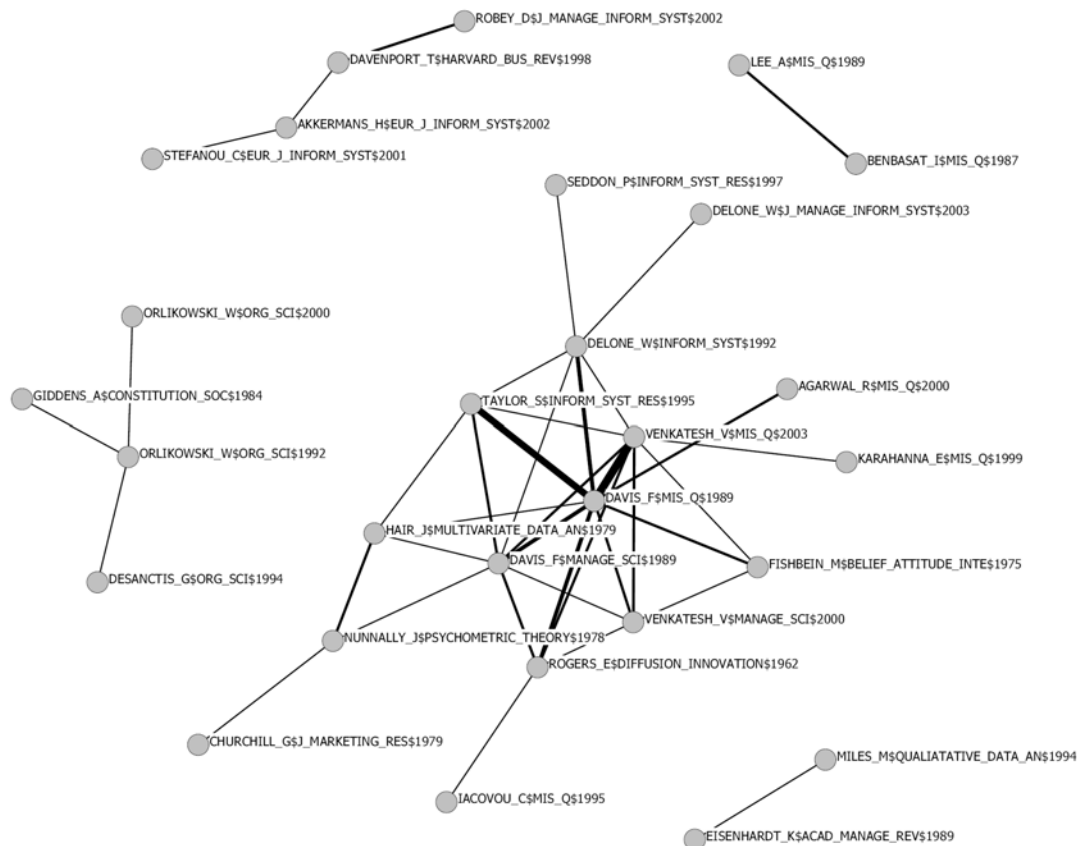 ROBEY_D$J_MANAGE_INFORM_SYST$2002
DAVENPORT_T$HARVARD_BUS_REV$1998
LEE_A$MIS_Q$1989
AKKERMANS_H$EUR_J_INFORM_SYST$2002
STEFANOU_C$EUR_J_INFORM_SYST$2001
BENBASAT_I$MIS_Q$1987
SEDDON_P$INFORM_SYST_RES$1997
DELONE_W$J_MANAGE_INFORM_SYST$2003
ORLIKOWSKI_W$ORG_SCI$2000
DELONE_W$INFORM_SYST$1992
AGARWAL_R$MIS_Q$2000
GIDDENS_A$CONSTITUTION_SOC$1984
TAYLOR_S$INFORM_SYST_RES$1995
VENKATESH_V$MIS_Q$2003
ORLIKOWSKI_W$ORG_SCI$1992
KARAHANNA_E$MIS_Q$1999
DAVIS_F$MIS_Q$1989
HAIR_J$MULTIVARIATE_DATA_AN$1979
DAVIS_F$MANAGE_SCI$1989
FISHBEIN_M$BELIEF_ATTITUDE_INTE$1975
DESANCTIS_G$ORG_SCI$1994
VENKATESH_V$MANAGE_SCI$2000
NUNNALLY_J$PSYCHOMETRIC_THEORY$1978
ROGERS_E$DIFFUSION_INNOVATION$1962
CHURCHILL_G$J_MARKETING_RES$1979
MILES_M$QUALIATATIVE_DATA_AN$1994
IACOVOU_C$MIS_Q$1995
EISENHARDT_K$ACAD_MANAGE_REV$1989